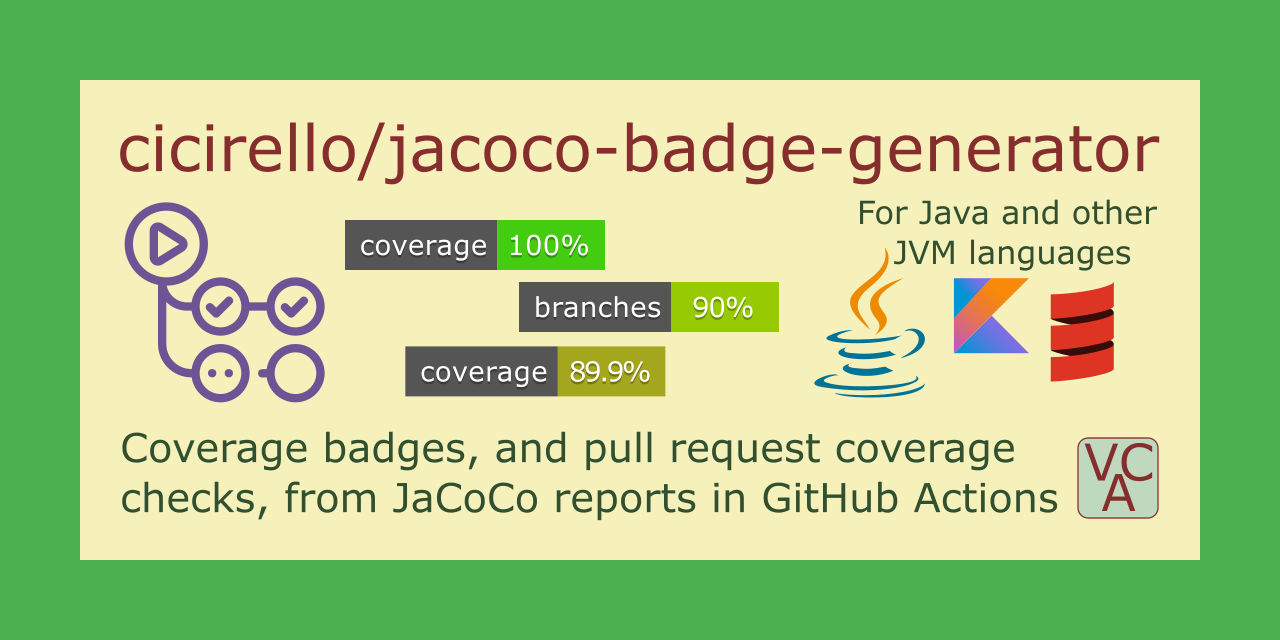 cicirello/jacoco-badge-generator
For Java and other
JVM languages
coverage 100%
branches 90%
coverage 89.9%
Coverage badges, and pull request coverage
checks, from JaCoCo reports in GitHub Actions
VCA